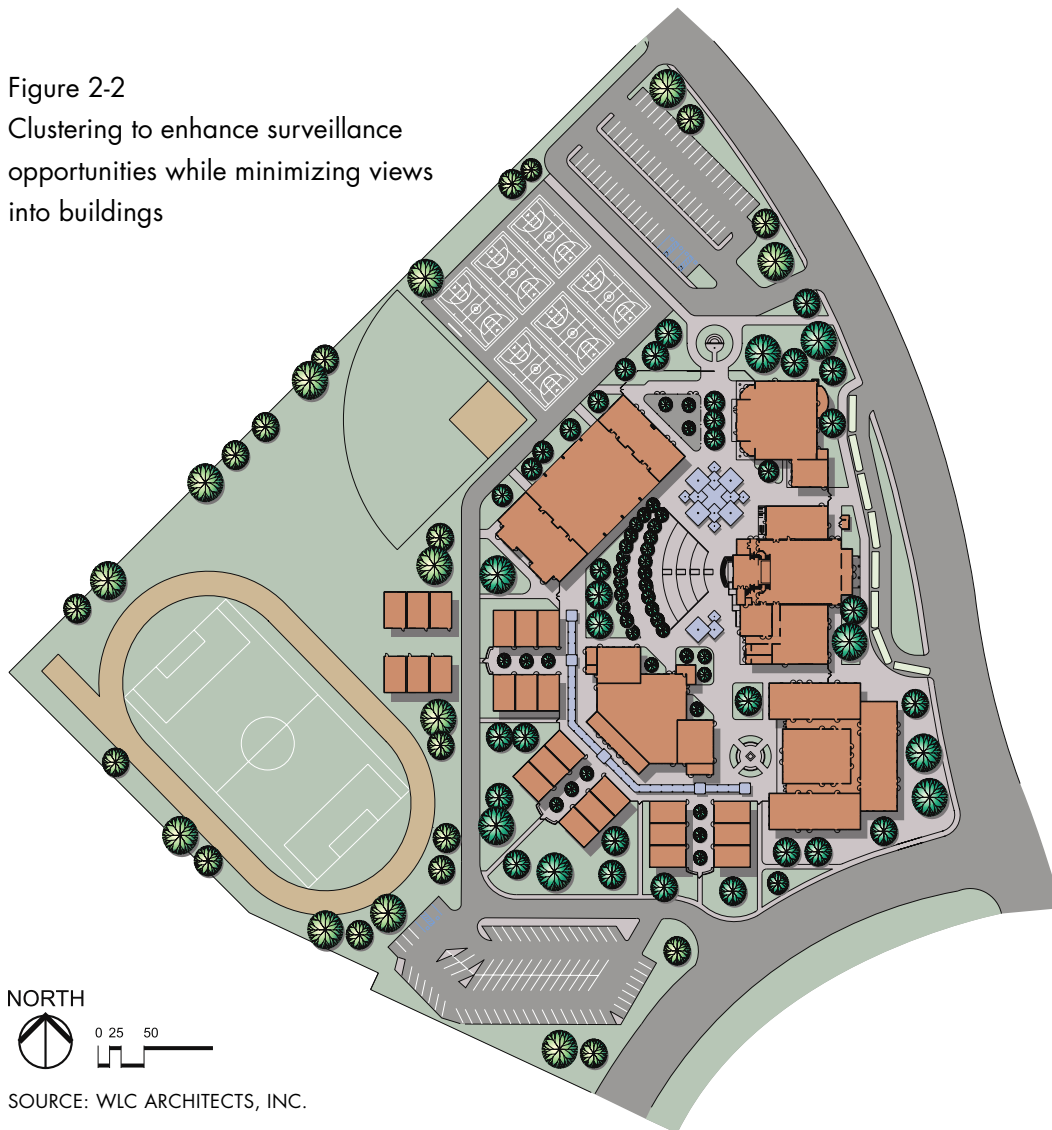 Figure 2-2
Clustering to enhance surveillance
opportunities while minimizing views
into buildings
NORTH
0 25 50
SOURCE: WLC ARCHITECTS, INC.